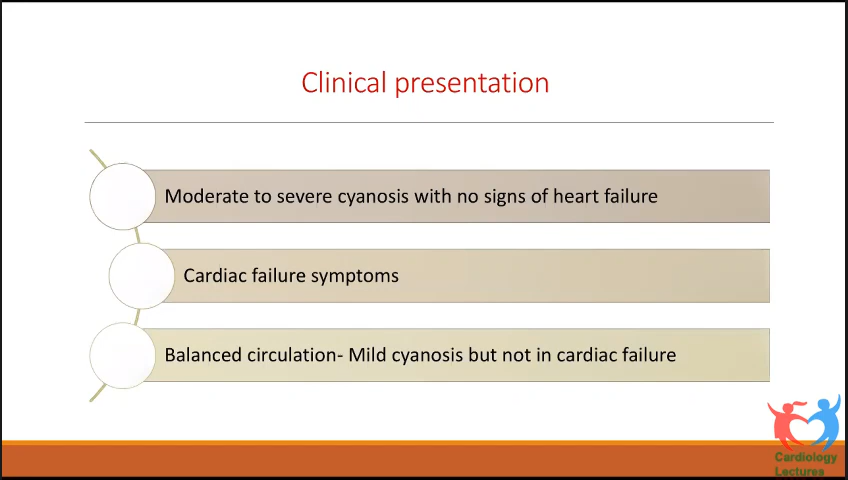 Clinical presentation
Moderate to severe cyanosis with no signs of heart failure
Cardiac failure symptoms
Balanced circulation- Mild cyanosis but not in cardiac failure
Cardiology
Lectures